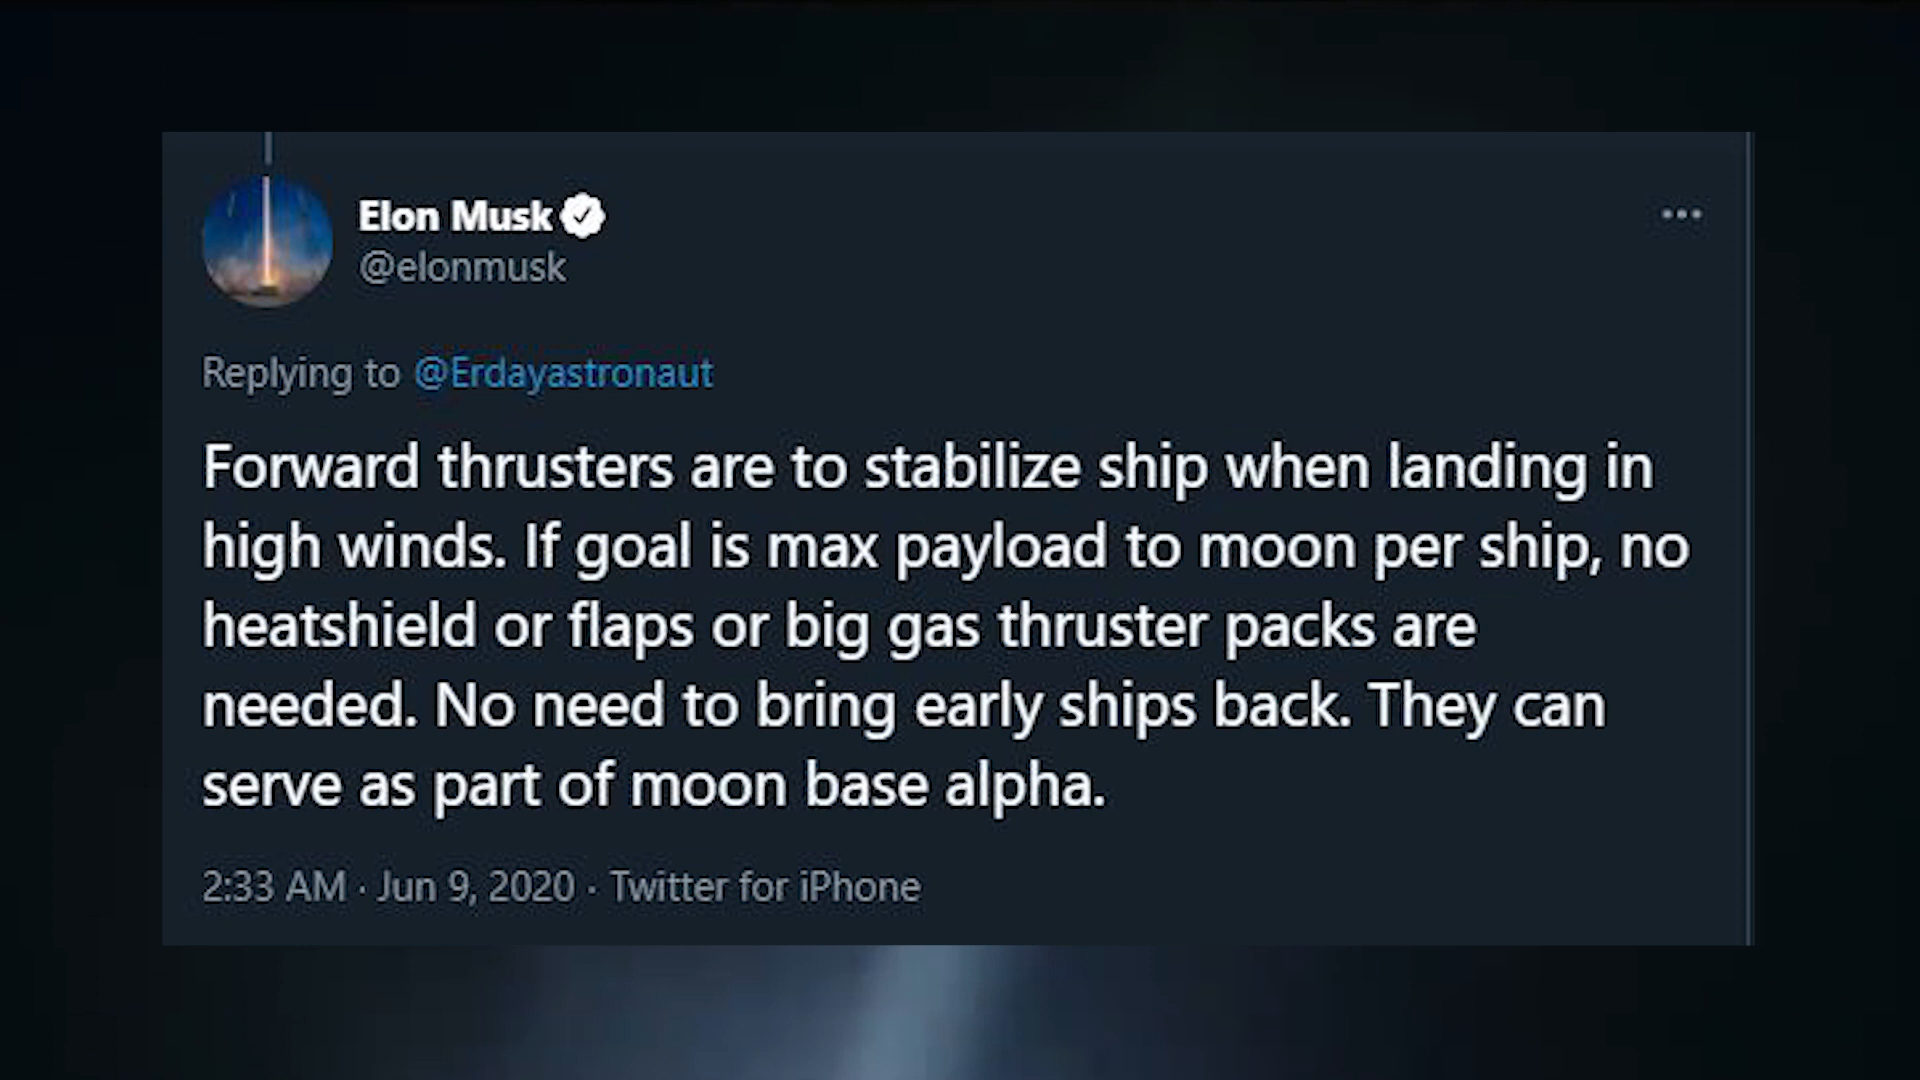 Elon Musk
@elonmusk
Replying to @Erdayastronaut
Forward thrusters are to stabilize ship when landing in
high winds. If goal is max payload to moon per ship, no
heatshield or flaps or big gas thruster packs are
needed. No need to bring early ships back. They can
serve as part of moon base alpha.
2:33 AM · Jun 9, 2020 · Twitter for iPhone